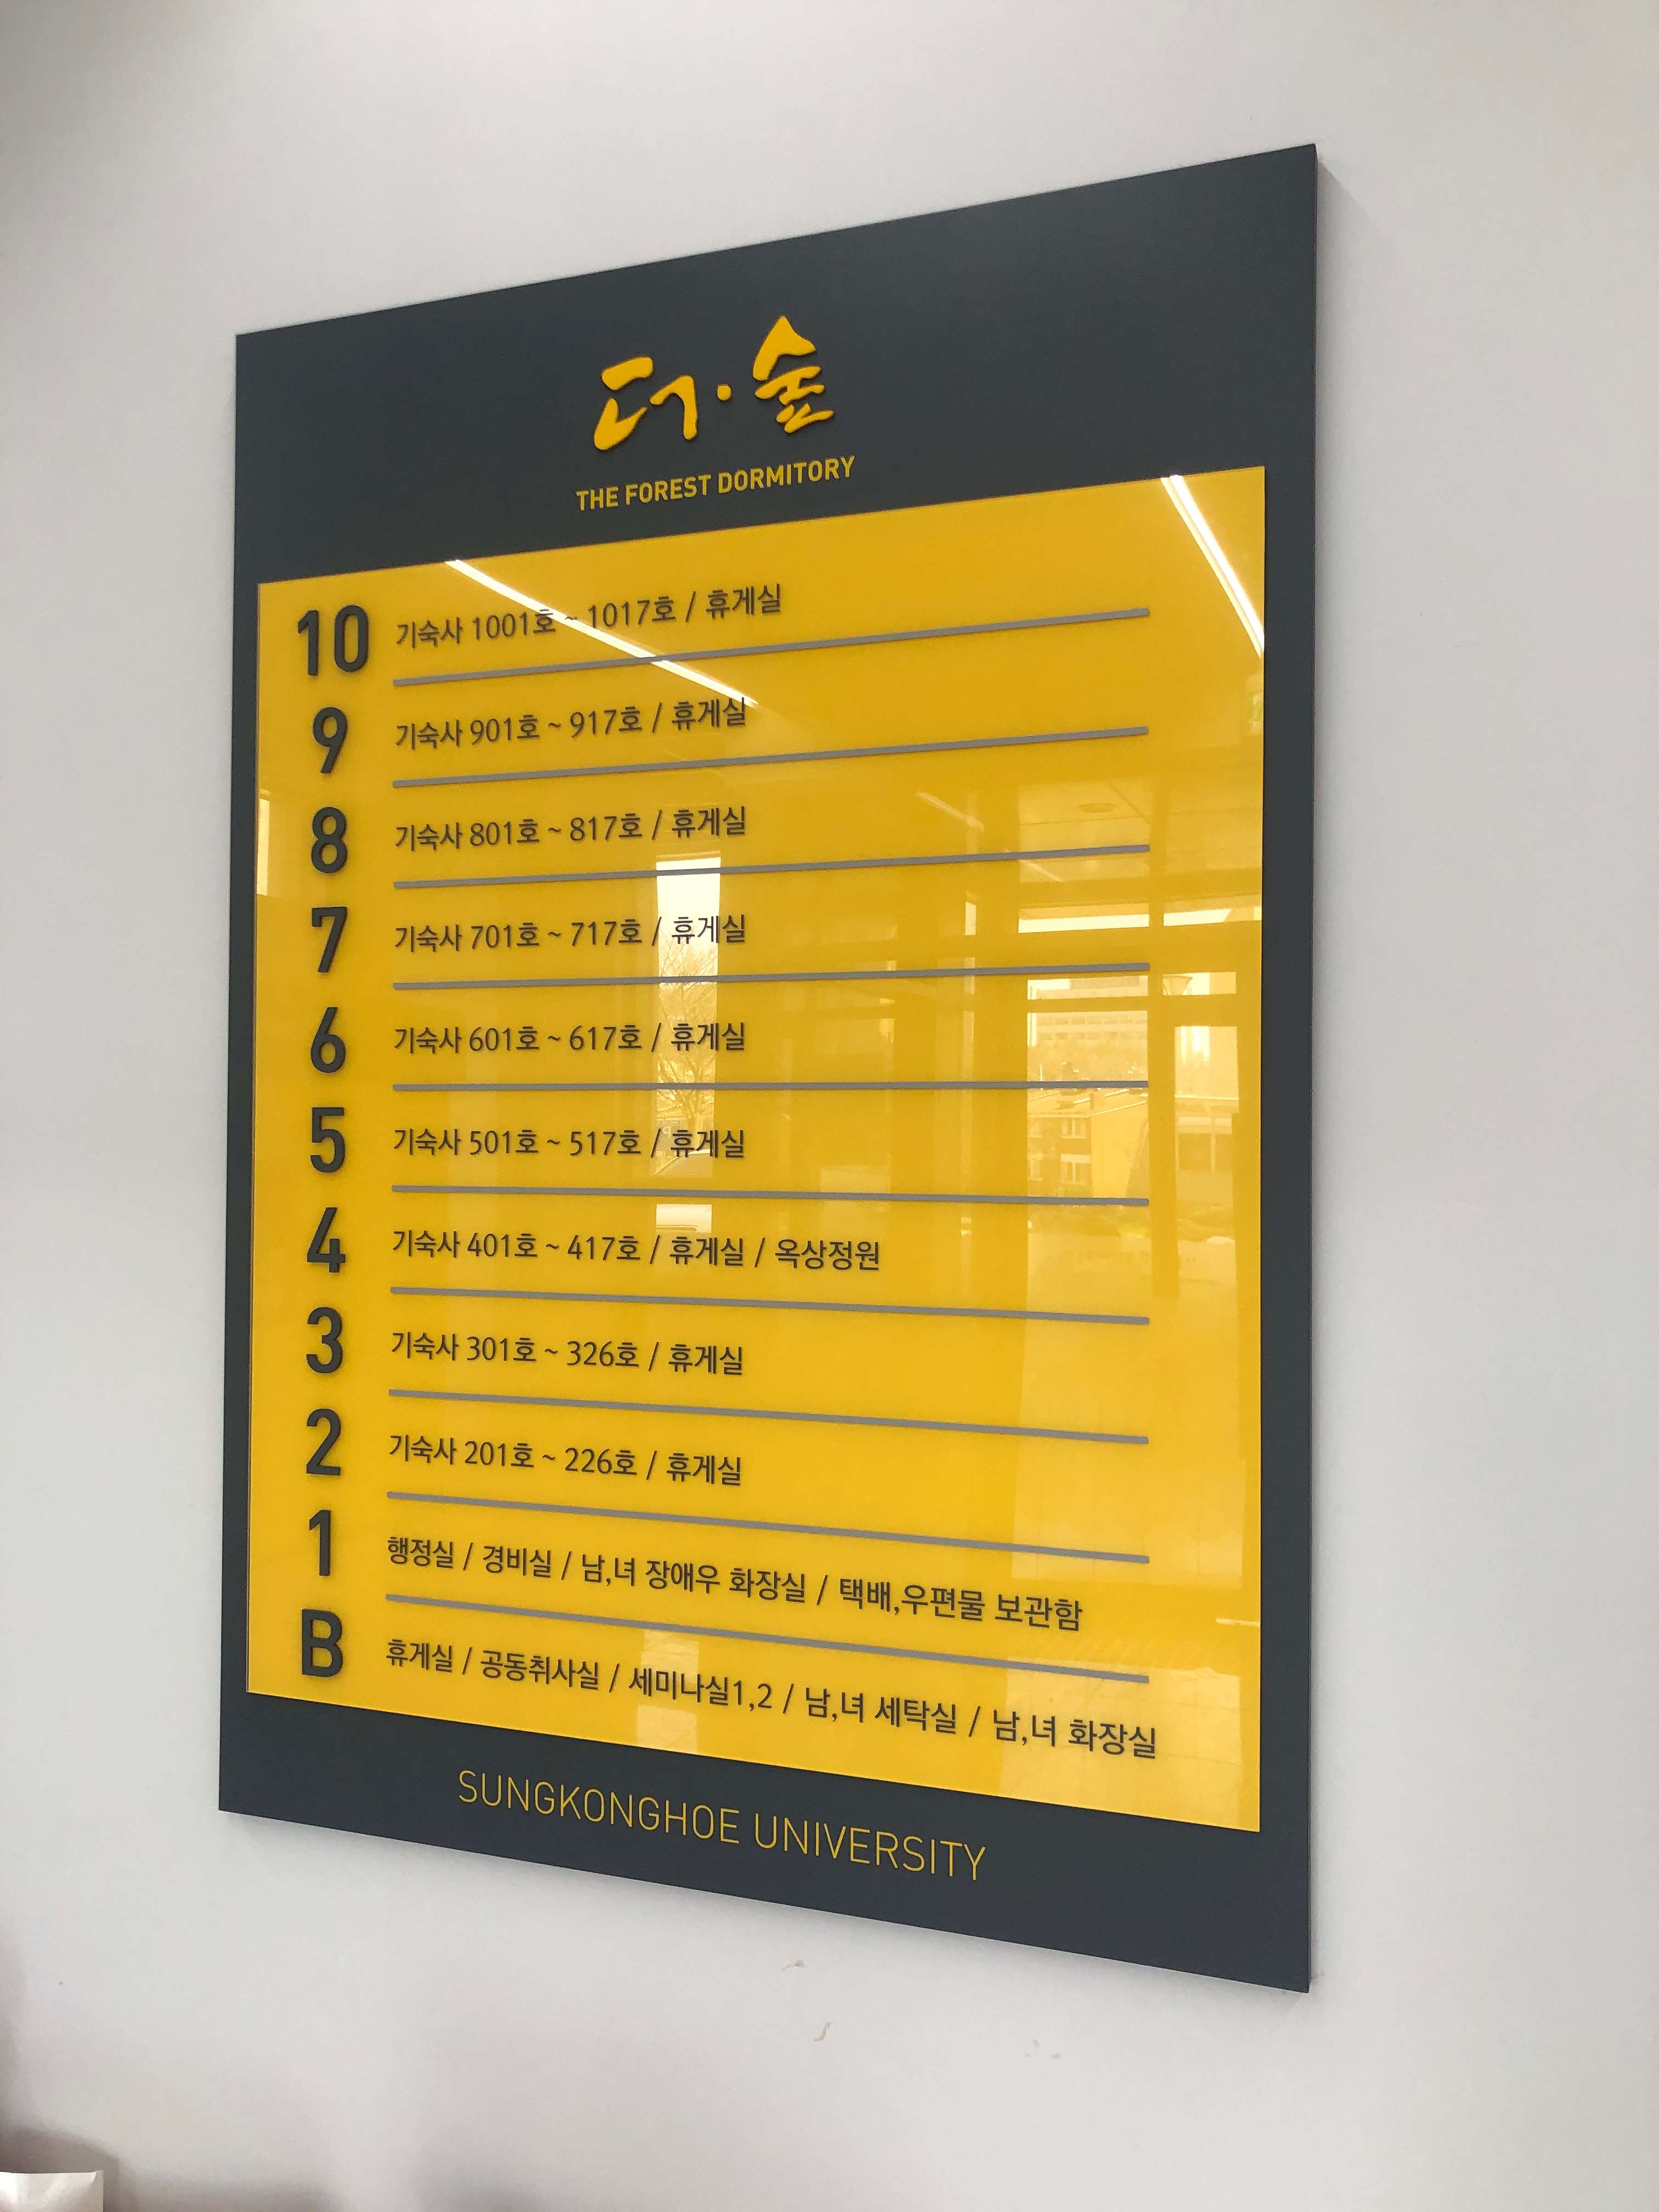 더·숲
THE FOREST DORMITORY
10 기숙사 1001호 ~ 1017호 / 휴게실
9 기숙사 901호 ~ 917호 / 휴게실
8 기숙사 801호 ~ 817호 / 휴게실
7 기숙사 701호 ~ 717호 / 휴게실
6 기숙사 601호 ~ 617호 / 휴게실
5 기숙사 501호 ~ 517호 / 휴게실
4 기숙사 401호 ~ 417호 / 휴게실 / 옥상정원
3 기숙사 301호 ~ 326호 / 휴게실
2 기숙사 201호 ~ 226호 / 휴게실
1 행정실 / 경비실 / 남,녀 장애우 화장실 / 택배,우편물 보관함
B 휴게실 / 공동취사실 / 세미나실1,2 / 남,녀 세탁실 / 남,녀 화장실
SUNGKONGHOE UNIVERSITY